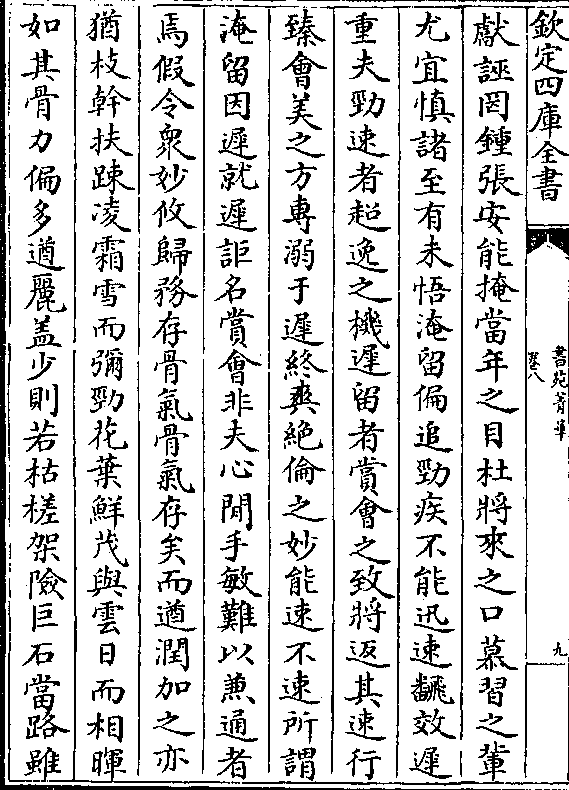 欽定四庫全書
書苑菁華
卷八
九
獻誣罔鍾張安能掩當年之目杜將來之口慕習之輩
尤宜慎諸至有未悟淹留偏追勁疾不能迅速飜效遲
重夫勁速者超逸之機遲留者賞會之致將返其速行
臻會美之方專溺于遲終爽絶倫之妙能速不速所謂
淹留因遲就遲詎名賞會非夫心閒手敏難以兼通者
焉假令衆妙攸歸務存骨氣骨氣存矣而遒潤加之亦
猶枝幹扶踈凌霜雪而彌勁花葉鮮茂與雲日而相暉
如其骨力偏多遒麗盖少則若枯槎架險巨石當路雖